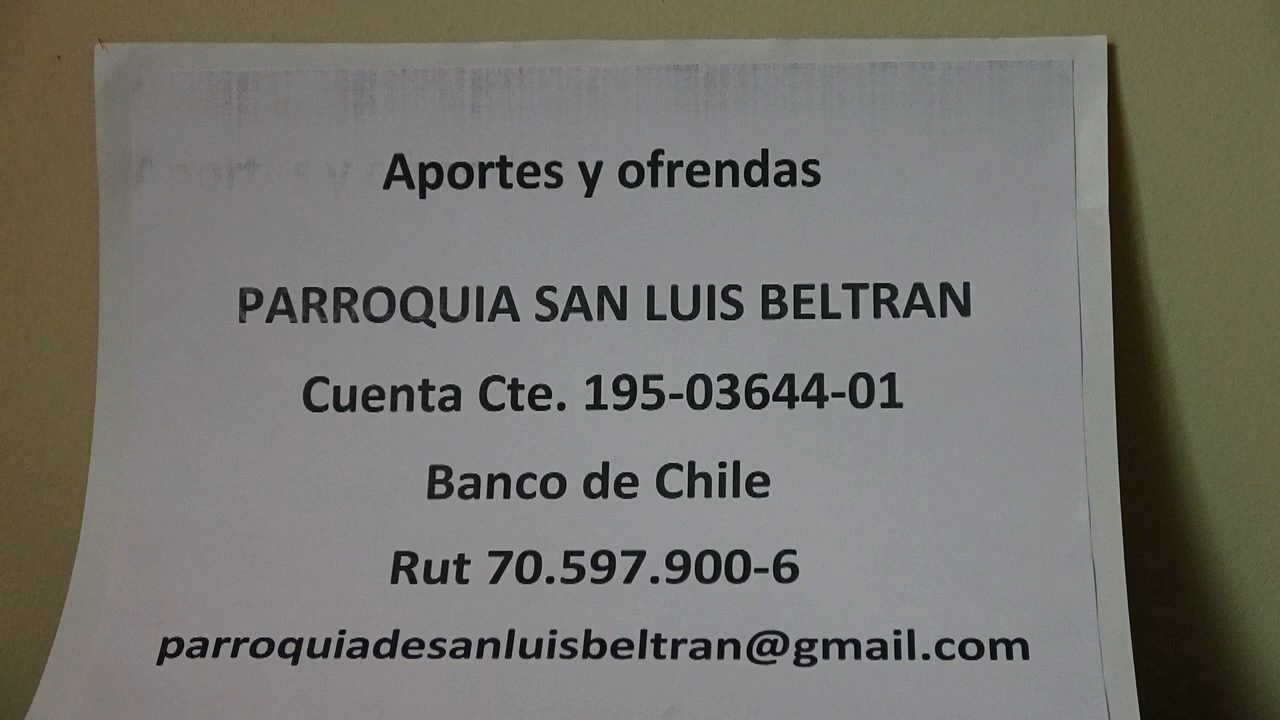 Aportes y ofrendas
PARROQUIA SAN LUIS BELTRAN
Cuenta Cte. 195-03644-01
Banco de Chile
Rut 70.597.900-6
parroquiadesanluisbeltran@gmail.com